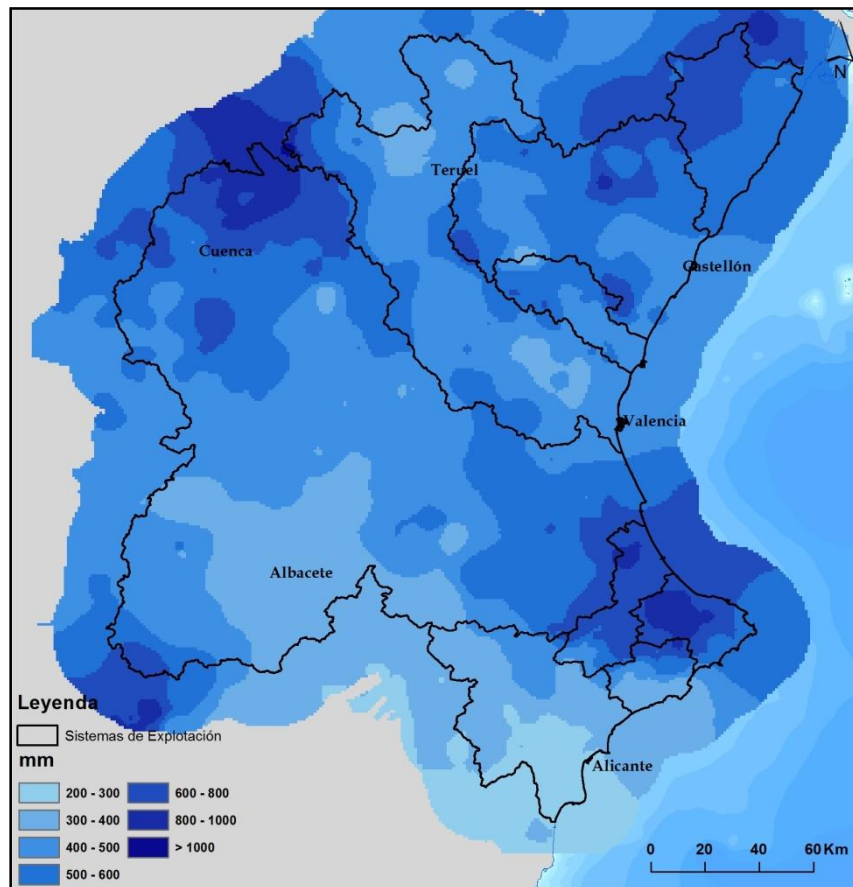 N
Teruel
Cuenca
Castellón
Valencia
Albacete
Leyenda
Sistemas de Explotación
mm
Alicante
200 - 300
600 - 800
300 - 400
800 - 1000
400 - 500
> 1000
500 - 600
0 20 40 60 Km